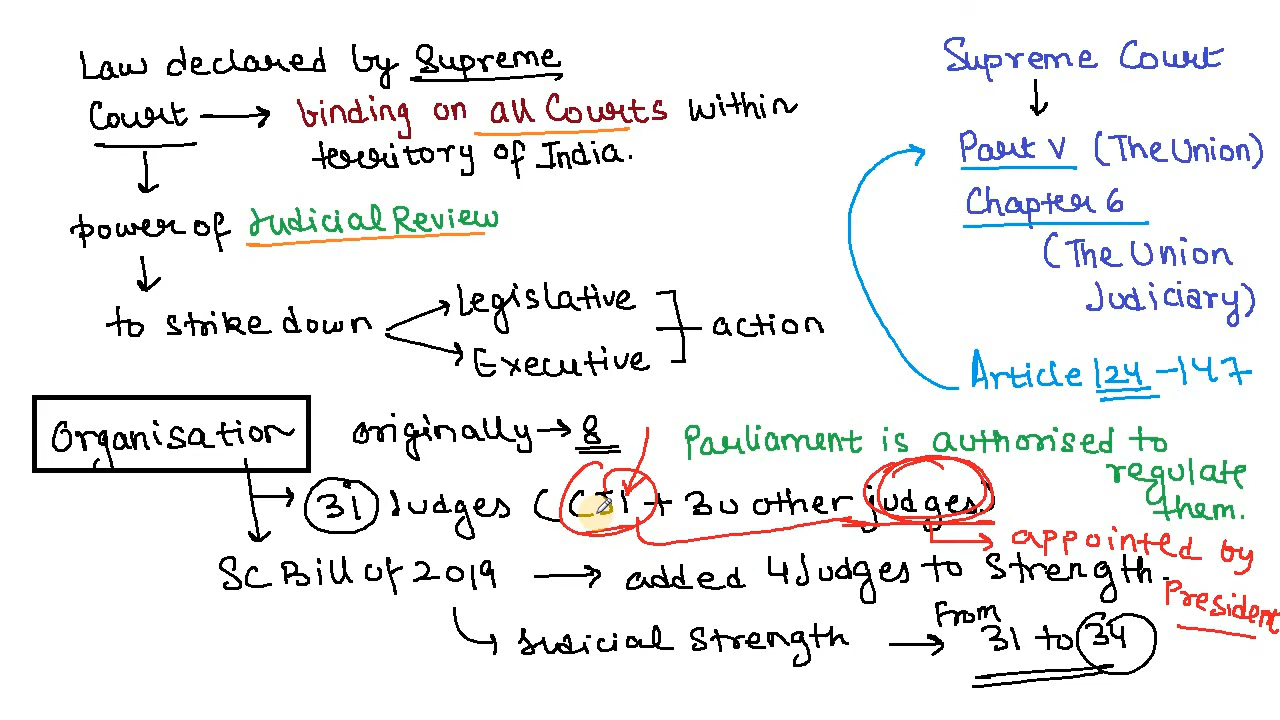 Law declared by Supreme
Court → binding on all Courts within
territory of India.
power of Judicial Review
to strike down
Legislative
Executive
action
Supreme Court
Part V (The Union)
Chapter 6
(The Union
Judiciary)
Article 124-147
Organisation
originally → 8
Parliament is authorised to
regulate
them.
31 Judges (CJI + 30 other judges)
appointed by
President
SC Bill of 2019 → added 4 Judges to Strength.
Judicial Strength → From
31 to 34